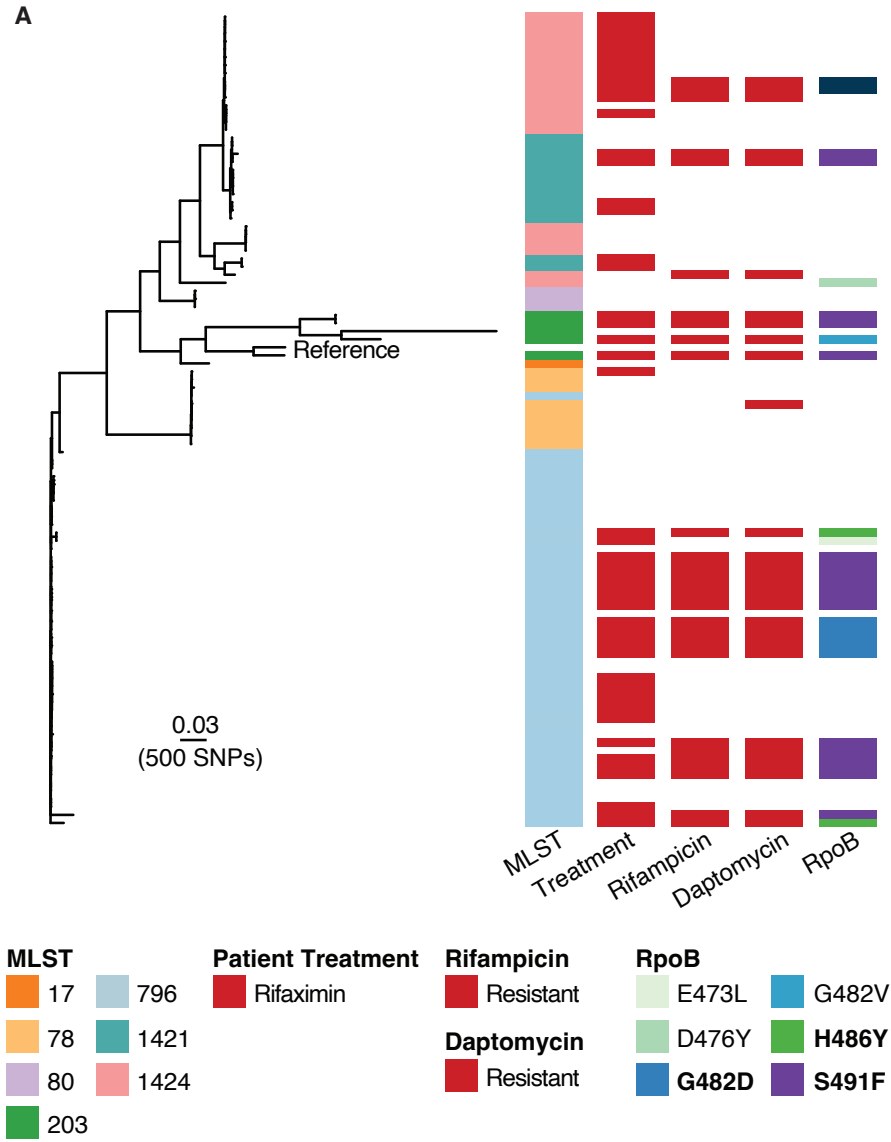 A
Reference
0.03
(500 SNPs)
MLST
Treatment
Rifampicin
Daptomycin
RpoB
MLST
17
78
80
203
796
1421
1424
Patient Treatment
Rifaximin
Rifampicin
Resistant
Daptomycin
Resistant
RpoB
E473L
D476Y
G482D
G482V
H486Y
S491F